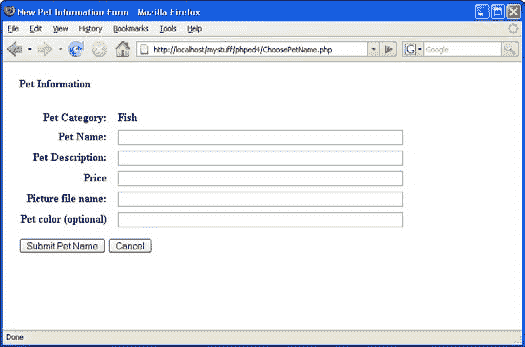 New Pet Information Form - Mozilla Firefox
File Edit View History Bookmarks Tools Help
http://localhost/mystuff/phped4/ChoosePetName.php Google
Pet Information
Pet Category: Fish
Pet Name:
Pet Description:
Price
Picture file name:
Pet color (optional)
Submit Pet Name Cancel
Done